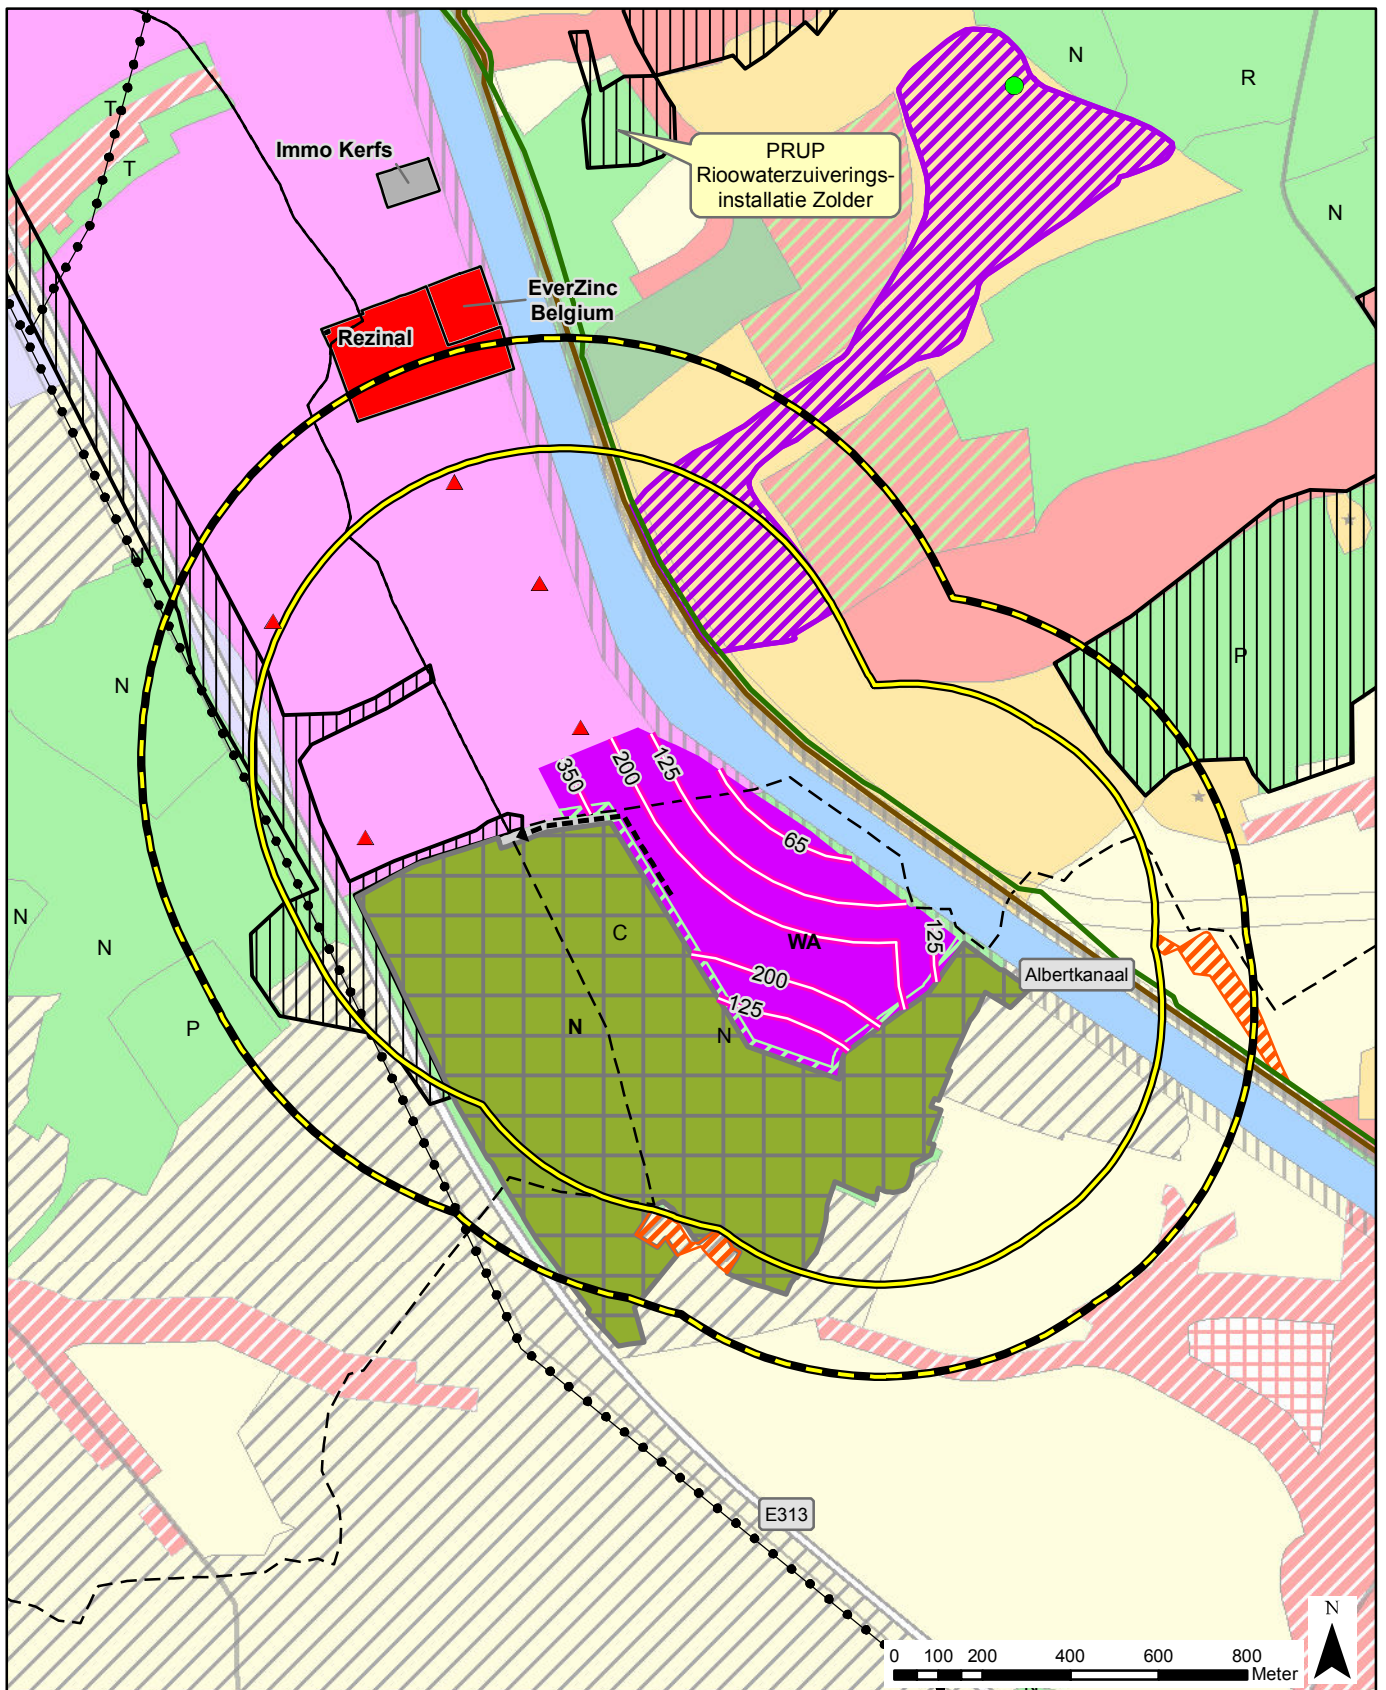 N
R
T
Immo Kerfs
PRUP
Rioowaterzuiverings-
installatie Zolder
T
N
EverZinc
Belgium
Rezinal
N
P
N
350
200
125
65
N
C
WA
125
N
200
Albertkanaal
125
P
N
N
E313
N
0 100 200 400 600 800
Meter